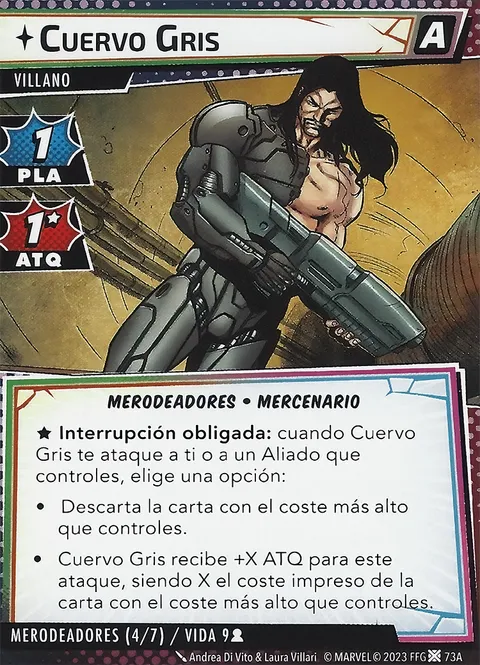 CUERVO GRIS
A
VILLANO
1
PLA
1
ATQ
MERODEADORES • MERCENARIO
★ Interrupción obligada: cuando Cuervo
Gris te ataque a ti o a un Aliado que
controles, elige una opción:
• Descarta la carta con el coste más alto
que controles.
• Cuervo Gris recibe +X ATQ para este
ataque, siendo X el coste impreso de la
carta con el coste más alto que controles.
MERODEADORES (4/7) / VIDA 9
Andrea Di Vito & Laura Villari © MARVEL © 2023 FFG 73A